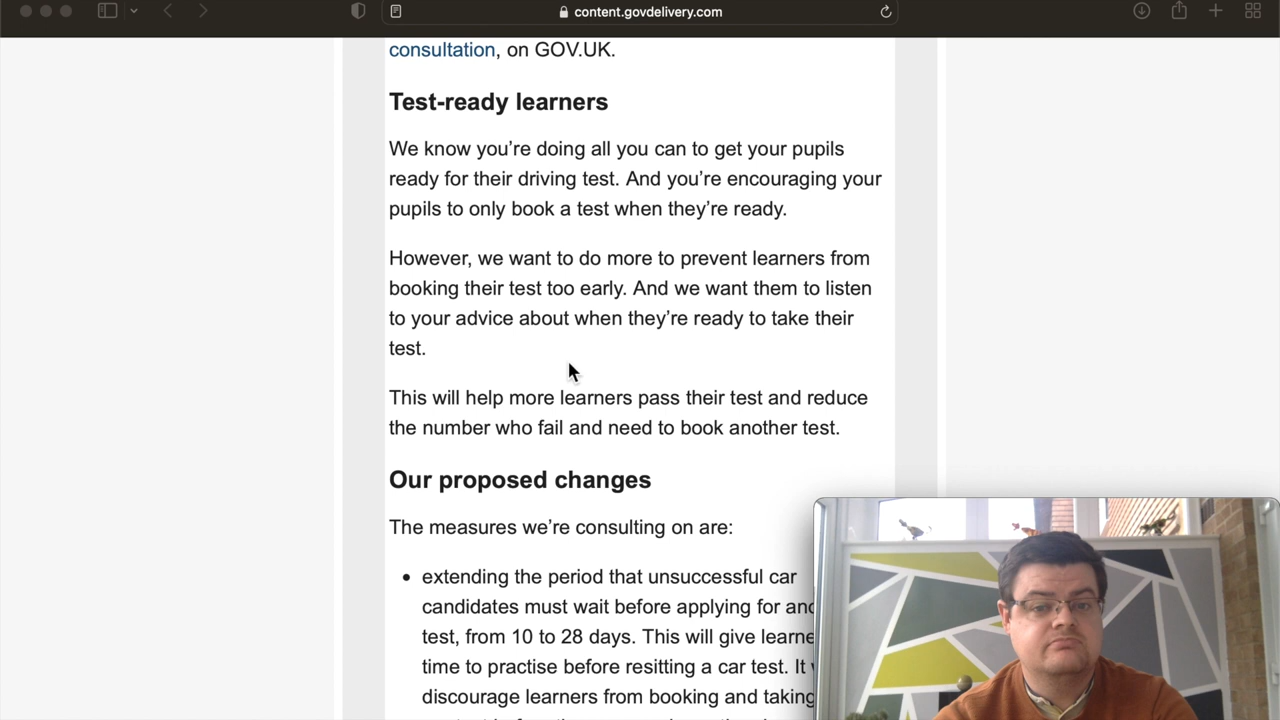 content.govdelivery.com
consultation, on GOV.UK.
Test-ready learners
We know you’re doing all you can to get your pupils
ready for their driving test. And you’re encouraging your
pupils to only book a test when they’re ready.
However, we want to do more to prevent learners from
booking their test too early. And we want them to listen
to your advice about when they’re ready to take their
test.
This will help more learners pass their test and reduce
the number who fail and need to book another test.
Our proposed changes
The measures we’re consulting on are:
• extending the period that unsuccessful car
candidates must wait before applying for
test, from 10 to 28 days. This will give
time to practise before resitting a car test. It
discourage learners from booking and taking